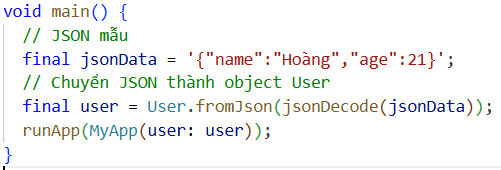 void main() {
  // JSON mẫu
  final jsonData = '{"name":"Hoàng","age":21}';
  // Chuyển JSON thành object User
  final user = User.fromJson(jsonDecode(jsonData));
  runApp(MyApp(user: user));
}